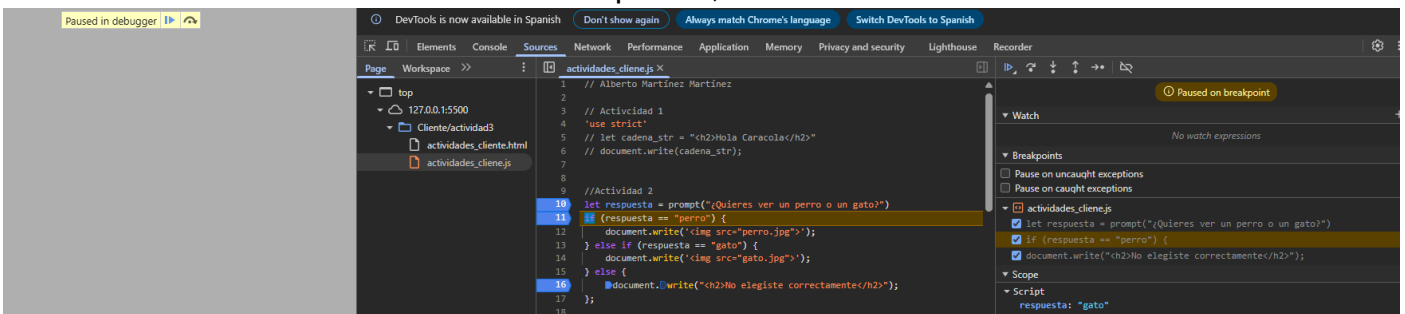 Paused in debugger
DevTools is now available in Spanish Don't show again Always match Chrome's language Switch DevTools to Spanish
Elements Console Sources Network Performance Application Memory Privacy and security Lighthouse Recorder
Page Workspace
top
127.0.0.1:5500
Cliente/actividad3
actividades_cliente.html
actividades_cliene.js
actividades_cliene.js ×
1 // Alberto Martínez Martínez
2
3 // Activcidad 1
4 'use strict'
5 // let cadena_str = "<h2>Hola Caracola</h2>"
6 // document.write(cadena_str);
7
8
9 //Actividad 2
10 let respuesta = prompt("¿Quieres ver un perro o un gato?")
11 if (respuesta == "perro") {
12 document.write('<img src="perro.jpg">');
13 } else if (respuesta == "gato") {
14 document.write('<img src="gato.jpg">');
15 } else {
16 document.write("<h2>No elegiste correctamente</h2>");
17 };
18
Paused on breakpoint
Watch
No watch expressions
Breakpoints
Pause on uncaught exceptions
Pause on caught exceptions
actividades_cliene.js
let respuesta = prompt("¿Quieres ver un perro o un gato?")
if (respuesta == "perro") {
document.write("<h2>No elegiste correctamente</h2>");
Scope
Script
respuesta: "gato"